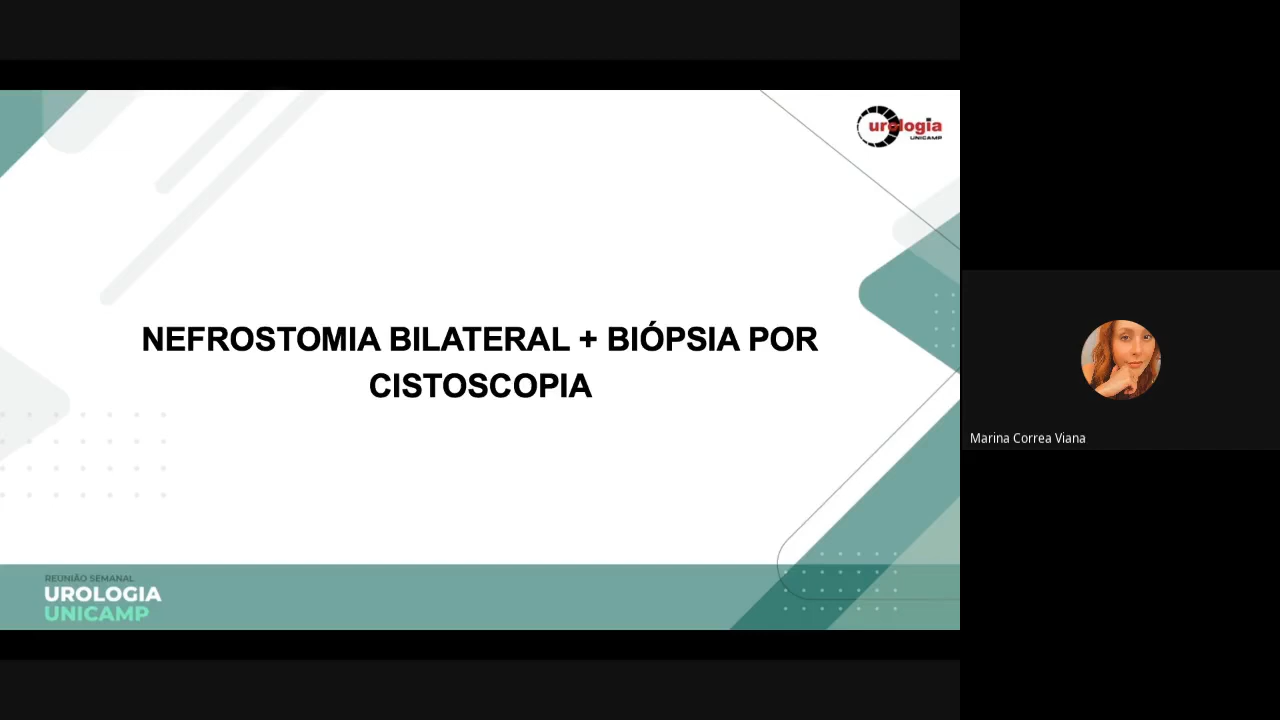 urologia
UNICAMP
NEFROSTOMIA BILATERAL + BIÓPSIA POR
CISTOSCOPIA
Marina Correa Viana
REUNIÃO SEMANAL
UROLOGIA
UNICAMP